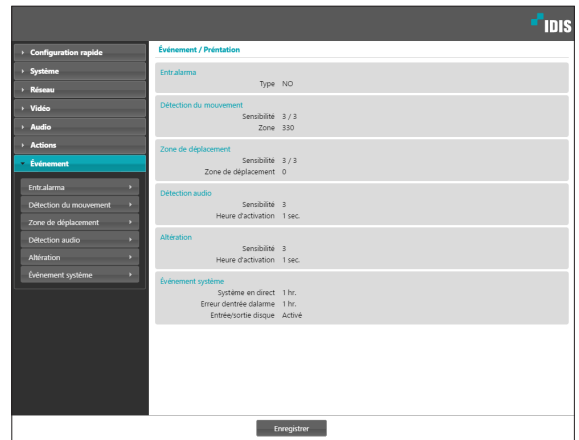 IDIS
Configuration rapide
Système
Réseau
Vidéo
Audio
Actions
Évènement
Entr.alarma
Détection du mouvement
Zone de déplacement
Détection audio
Altération
Événement système
Événement / Préntation
Entr.alarma
Type NO
Détection du mouvement
Sensibilité 3 / 3
Zone 330
Zone de déplacement
Sensibilité 3 / 3
Zone de déplacement 0
Détection audio
Sensibilité 3
Heure d'activation 1 sec.
Altération
Sensibilité 3
Heure d'activation 1 sec.
Événement système
Système en direct 1 hr.
Erreur dentrée dalarme 1 hr.
Entrée/sortie disque Activé
Enregistrer